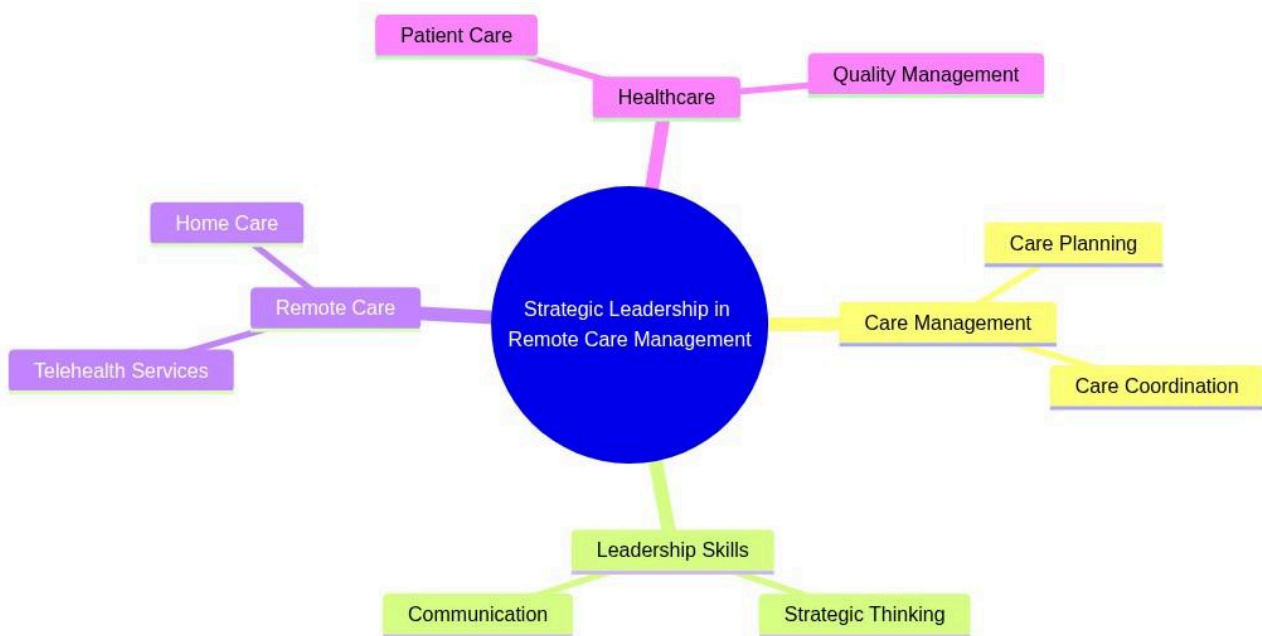 Patient Care
Quality Management
Healthcare
Home Care
Care Planning
Remote Care
Strategic Leadership in
Remote Care Management
Care Management
Telehealth Services
Care Coordination
Leadership Skills
Communication
Strategic Thinking